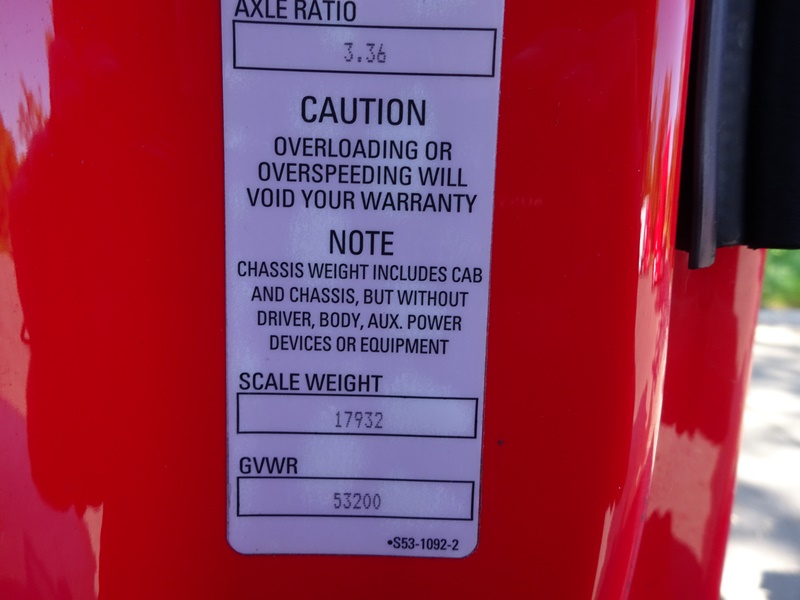 AXLE RATIO
3.36
CAUTION
OVERLOADING OR
OVERSPEEDING WILL
VOID YOUR WARRANTY
NOTE
CHASSIS WEIGHT INCLUDES CAB
AND CHASSIS, BUT WITHOUT
DRIVER, BODY, AUX. POWER
DEVICES OR EQUIPMENT
SCALE WEIGHT
17932
GVWR
53200
•S53-1092-2